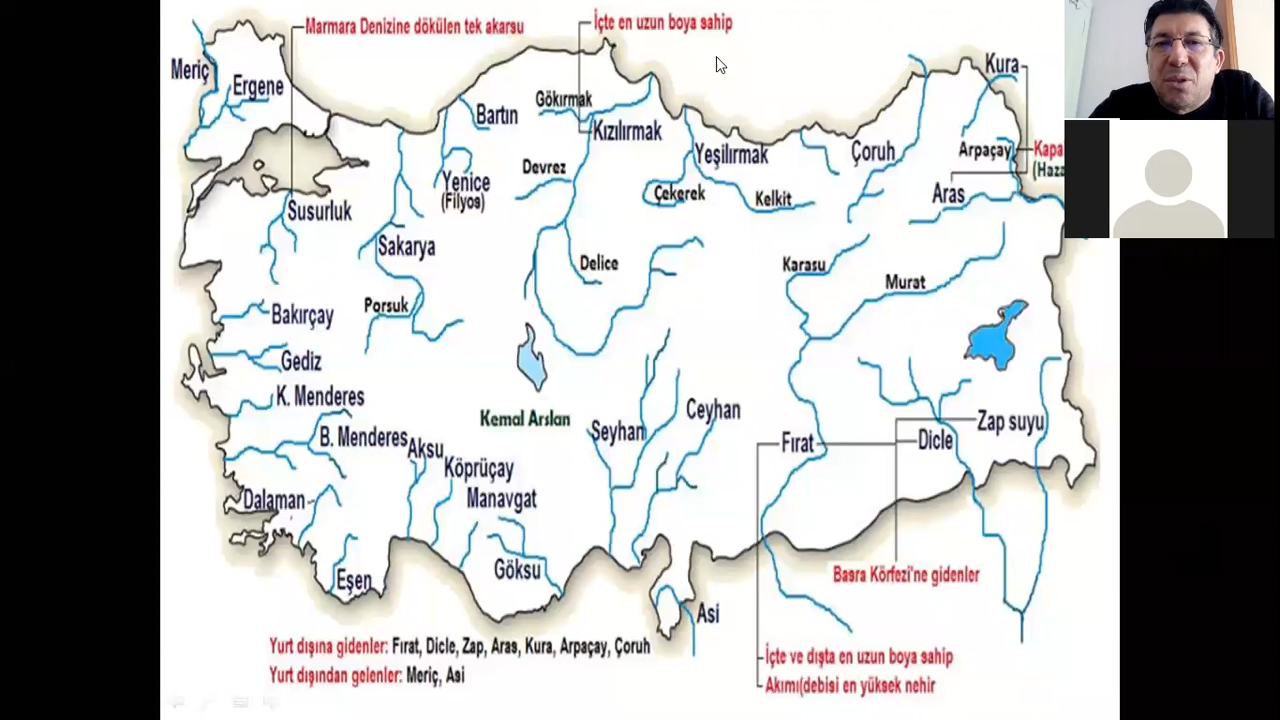 Marmara Denizine dökülen tek akarsu
İçte en uzun boya sahip
Meriç
Ergene
Bartın
Gökırmak
Kızılırmak
Kura
Yeşilırmak
Çoruh
Arpaçay
Kapa
(Haza
Devrez
Yenice
(Filyos)
Çekerek
Kelkit
Aras
Susurluk
Sakarya
Delice
Karasu
Murat
Porsuk
Bakırçay
Gediz
K. Menderes
Kemal Arslan
Ceyhan
Seyhan
Zap suyu
B. Menderes
Aksu
Fırat
Dicle
Köprüçay
Manavgat
Dalaman
Göksu
Eşen
Basra Körfezi'ne gidenler
Asi
Yurt dışına gidenler: Fırat, Dicle, Zap, Aras, Kura, Arpaçay, Çoruh
Yurt dışından gelenler: Meriç, Asi
İçte ve dışta en uzun boya sahip
Akımı(debisi en yüksek nehir